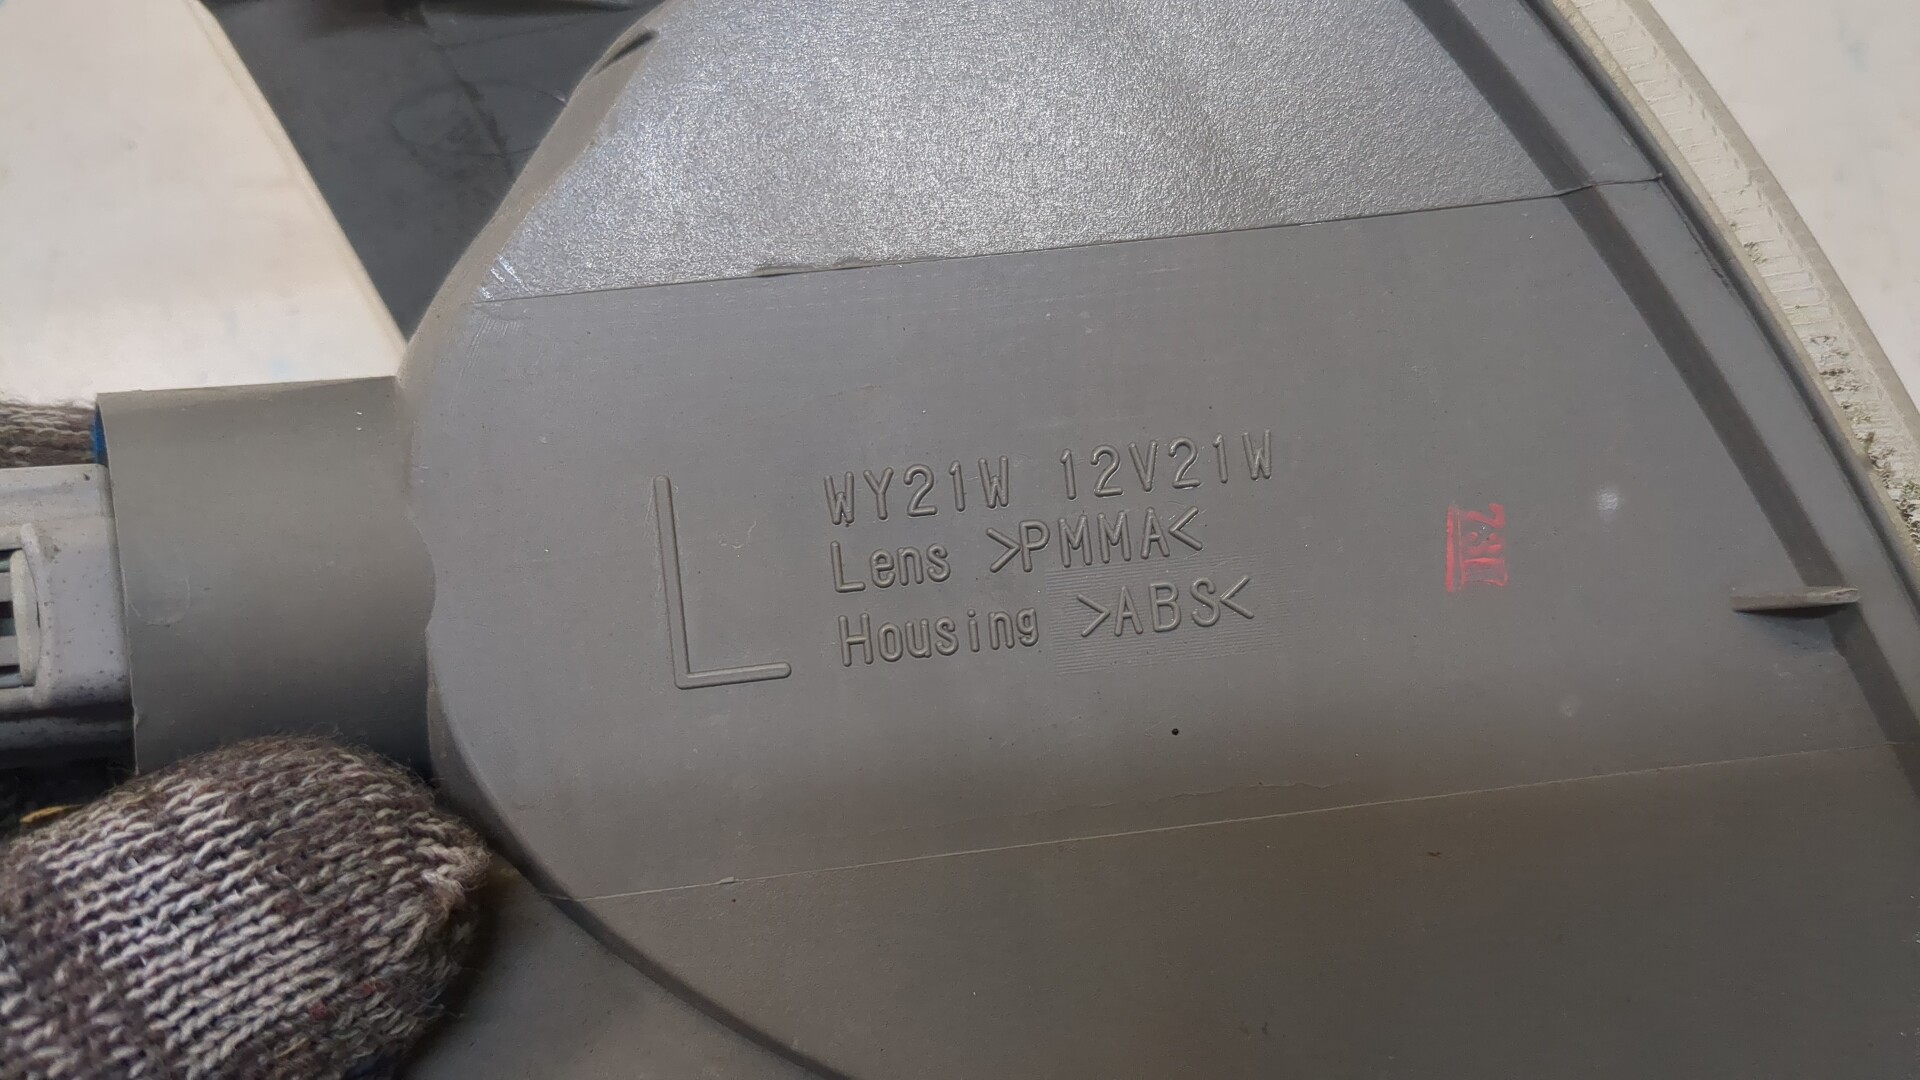 L
WY21W 12V21W
Lens >PMMA<
Housing >ABS<